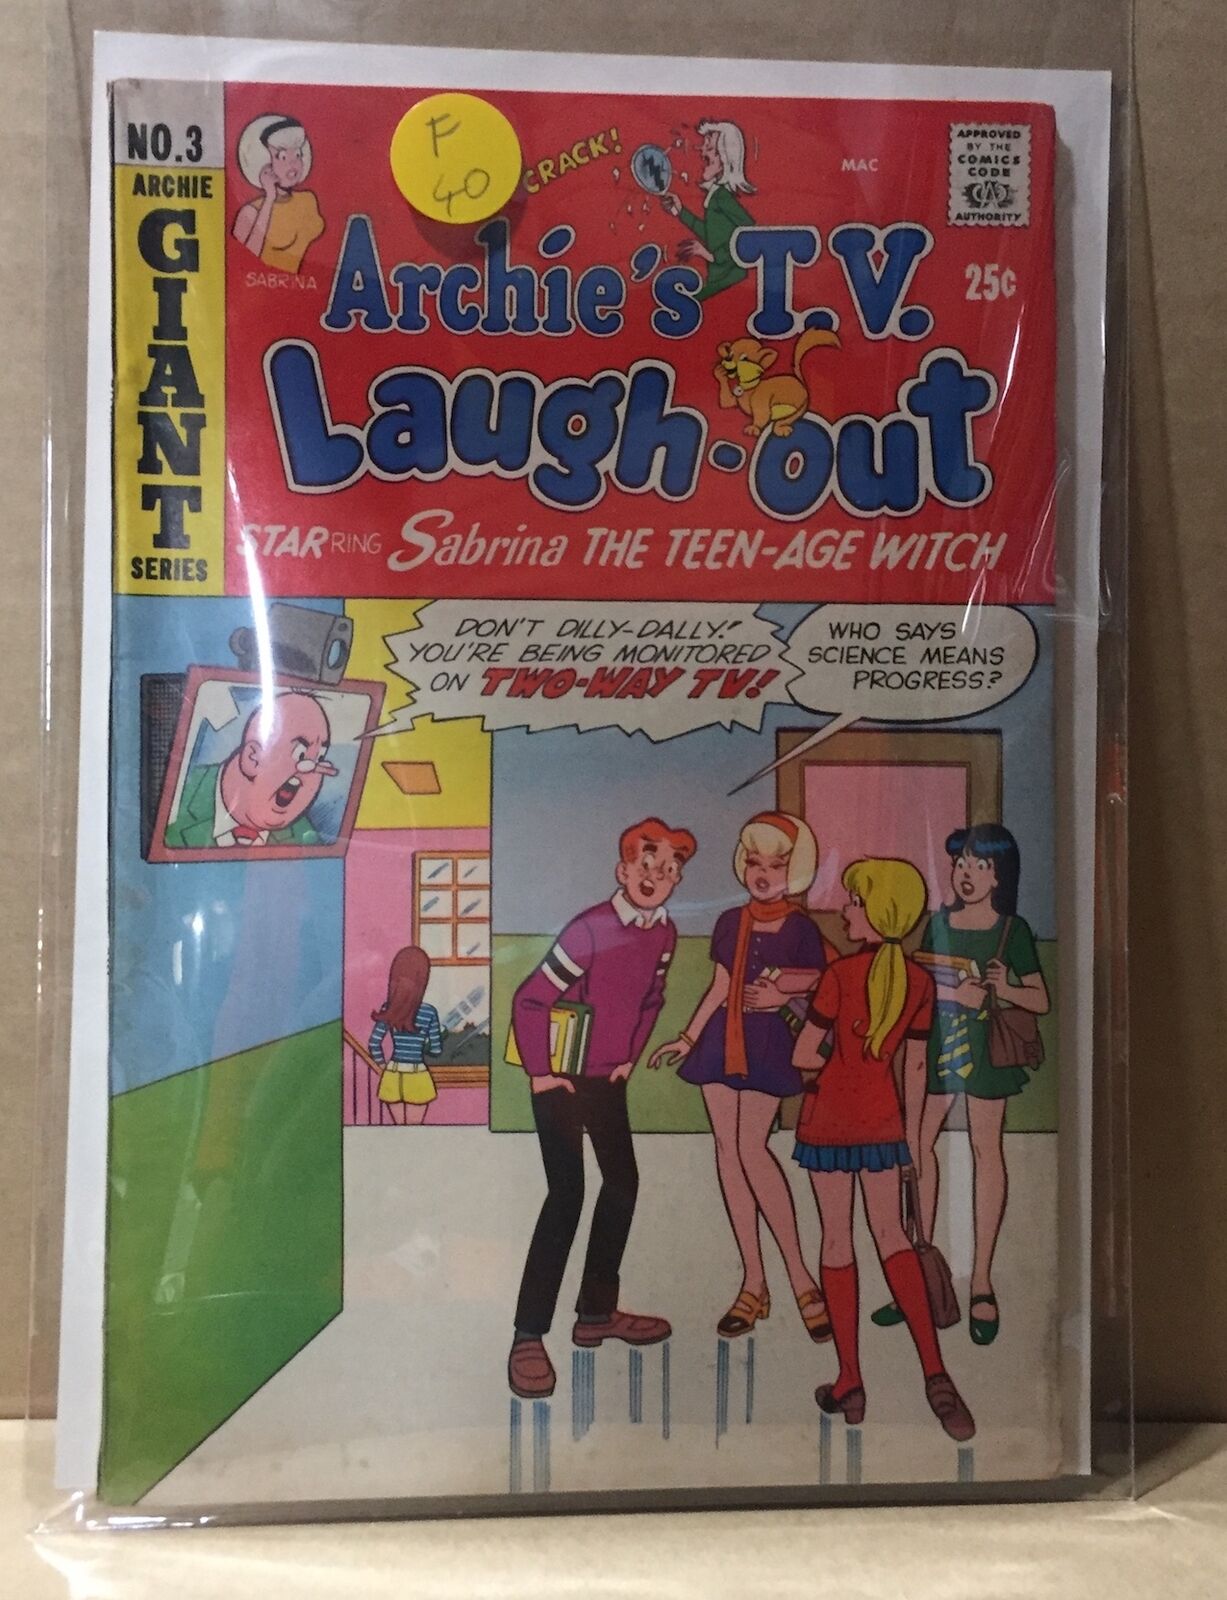 NO.3
ARCHIE
GIANT
SERIES
SABRINA
F
40
CRACK!
MAC
APPROVED
BY THE
COMICS
CODE
CA
AUTHORITY
Archie's T.V.
25¢
Laugh-out
STARRING Sabrina THE TEEN-AGE WITCH
DON'T DILLY-DALLY!
YOU'RE BEING MONITORED
ON TWO-WAY TV!
WHO SAYS
SCIENCE MEANS
PROGRESS?